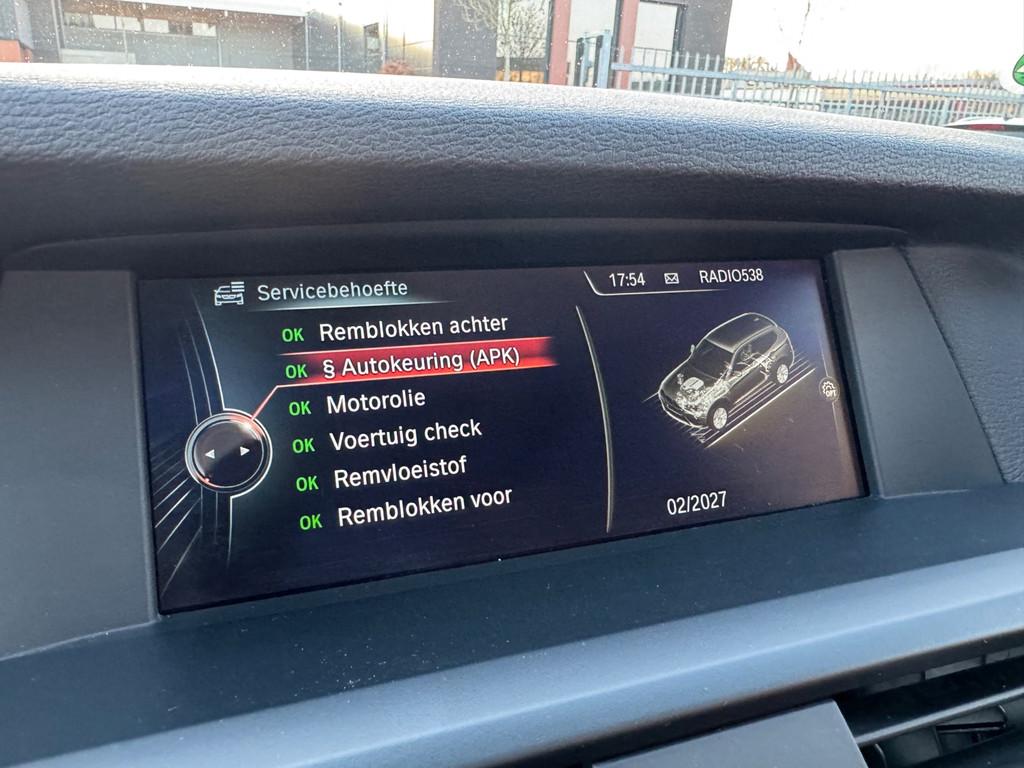 Servicebehoefte
17:54 RADIO538
OK Remblokken achter
OK § Autokeuring (APK)
OK Motorolie
OK Voertuig check
OK Remvloeistof
OK Remblokken voor
OPT
02/2027